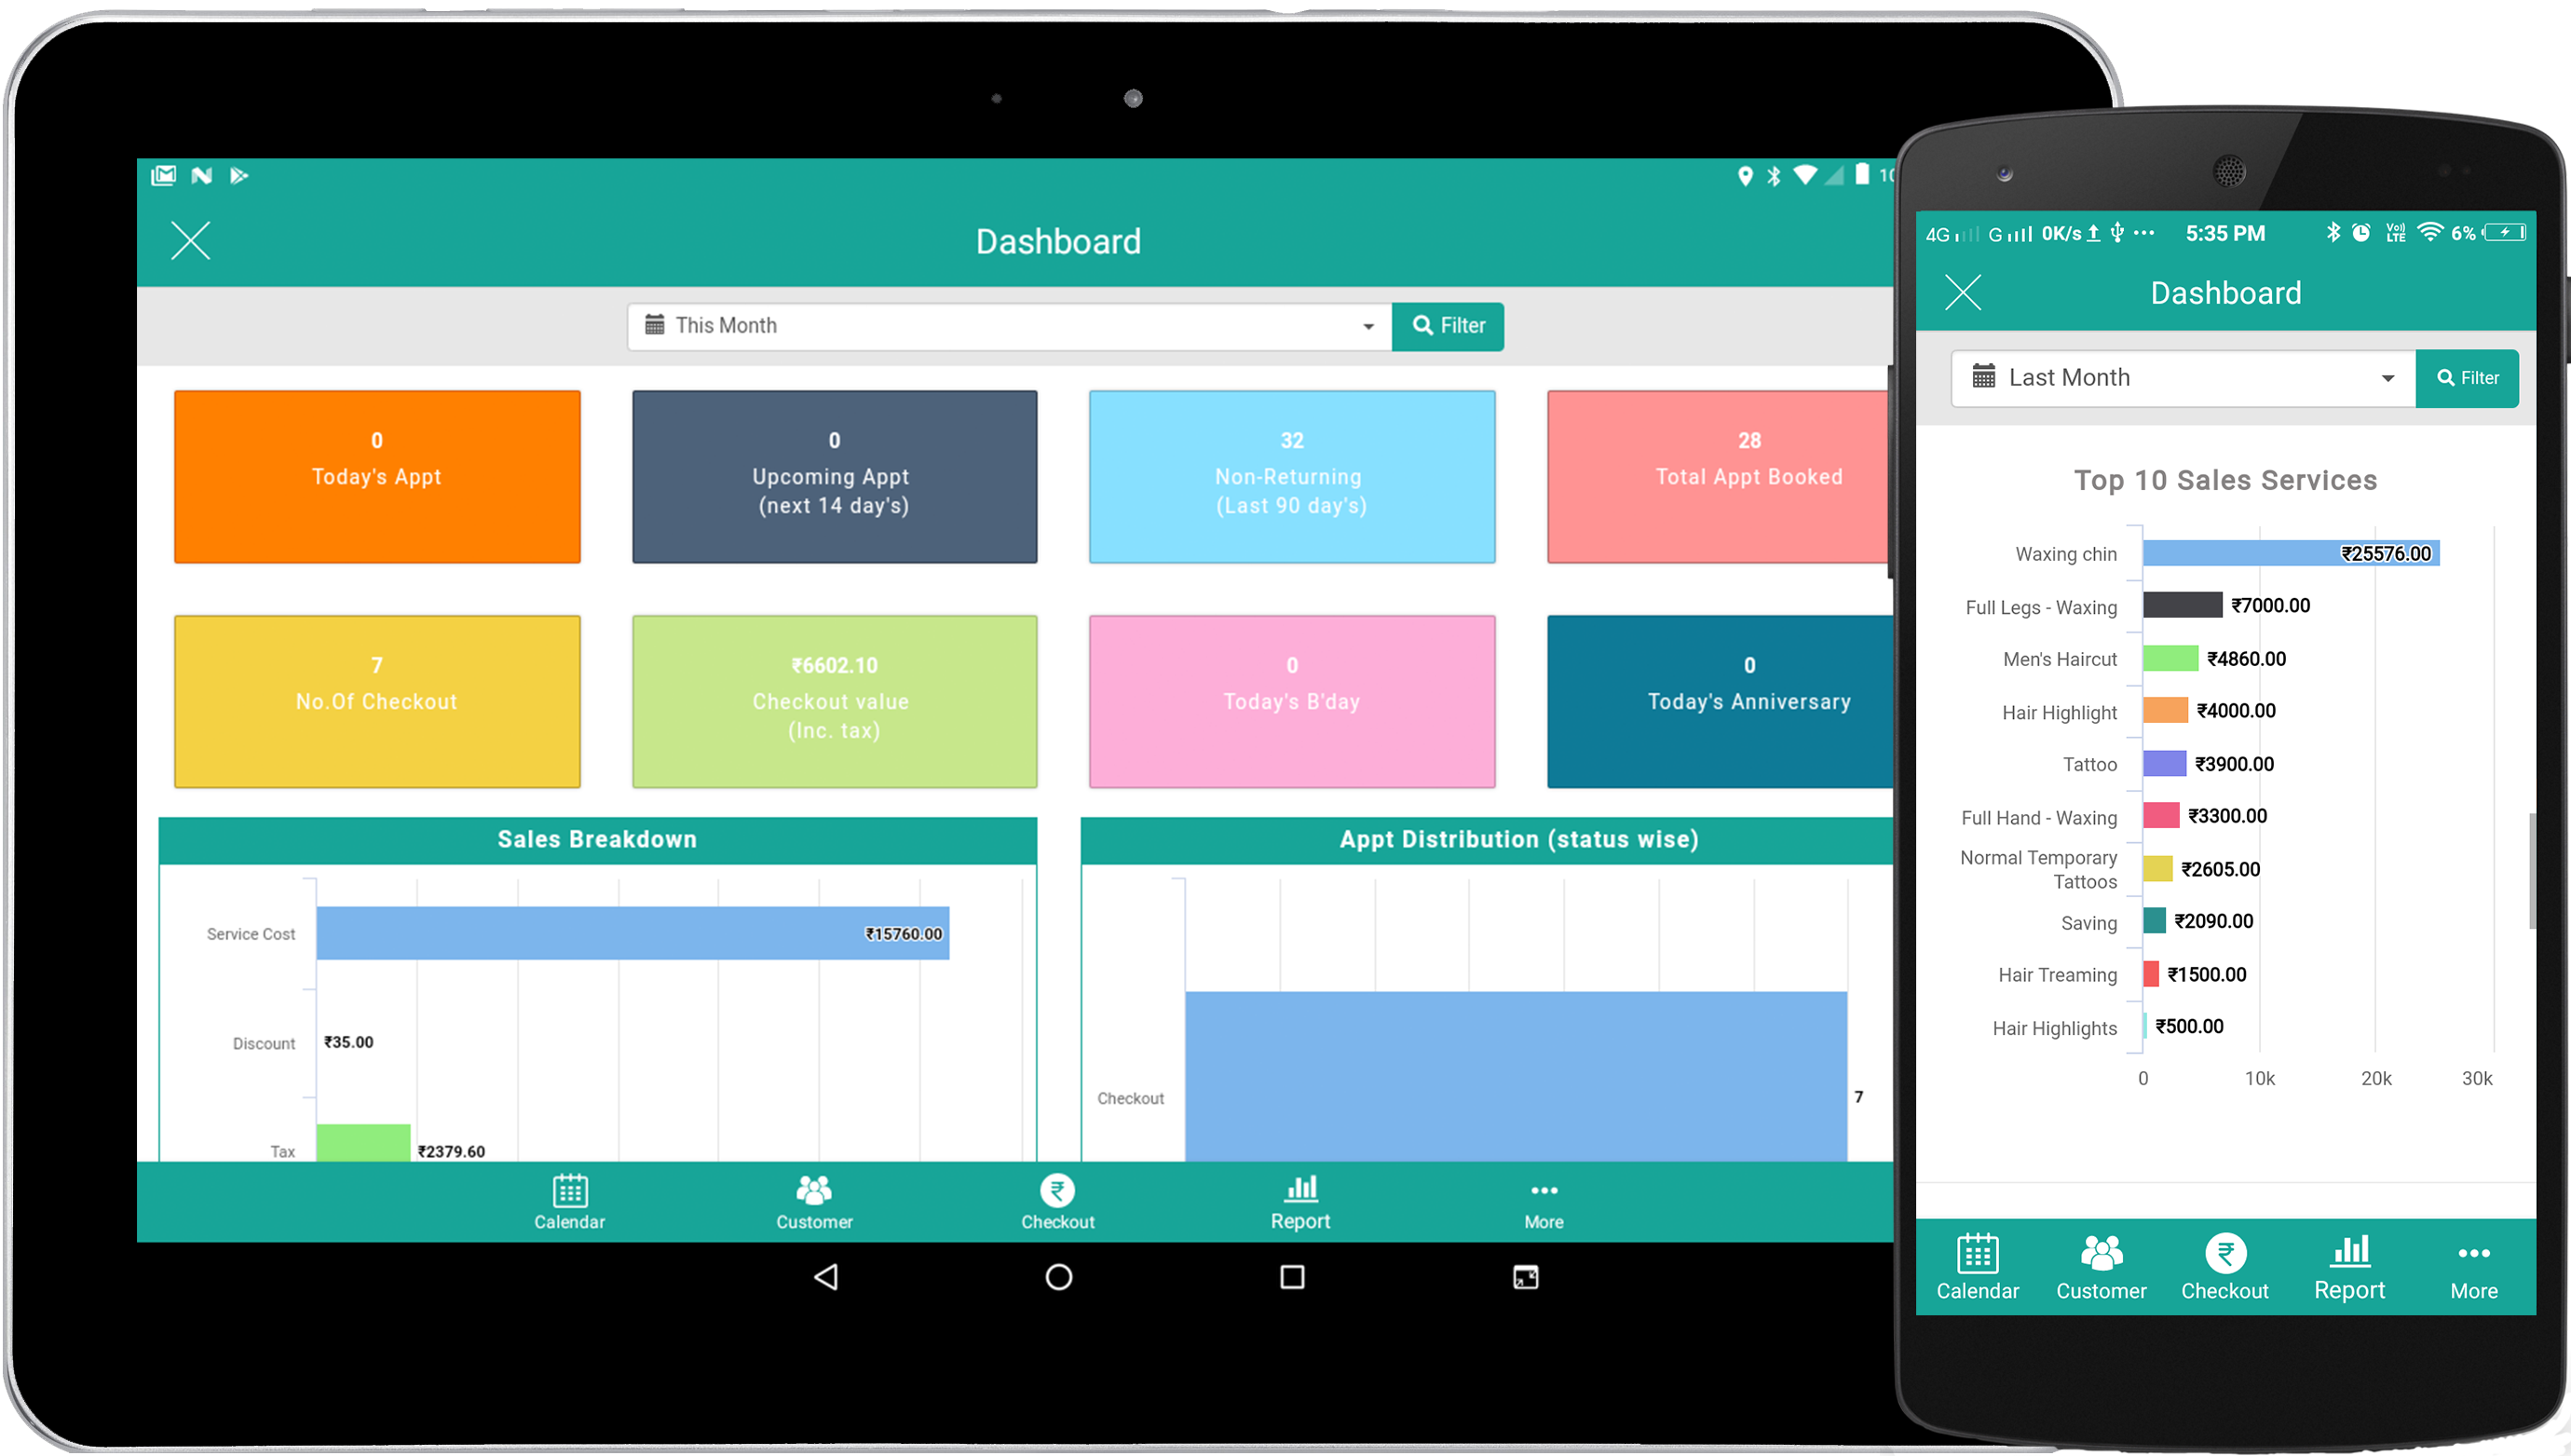 Dashboard
This Month
Filter
0
Today's Appt
0
Upcoming Appt
(next 14 day's)
32
Non-Returning
(Last 90 day's)
28
Total Appt Booked
7
No.Of Checkout
₹6602.10
Checkout value
(Inc. tax)
0
Today's B'day
0
Today's Anniversary
Sales Breakdown
Service Cost
₹15760.00
Discount
₹35.00
Tax
₹2379.60
Appt Distribution (status wise)
Checkout
7
Calendar
Customer
Checkout
Report
More
4G G 0K/s 5:35 PM VoLTE 6%
Dashboard
Last Month
Filter
Top 10 Sales Services
Waxing chin ₹25576.00
Full Legs - Waxing ₹7000.00
Men's Haircut ₹4860.00
Hair Highlight ₹4000.00
Tattoo ₹3900.00
Full Hand - Waxing ₹3300.00
Normal Temporary
Tattoos ₹2605.00
Saving ₹2090.00
Hair Treaming ₹1500.00
Hair Highlights ₹500.00
0 10k 20k 30k
Calendar
Customer
Checkout
Report
More